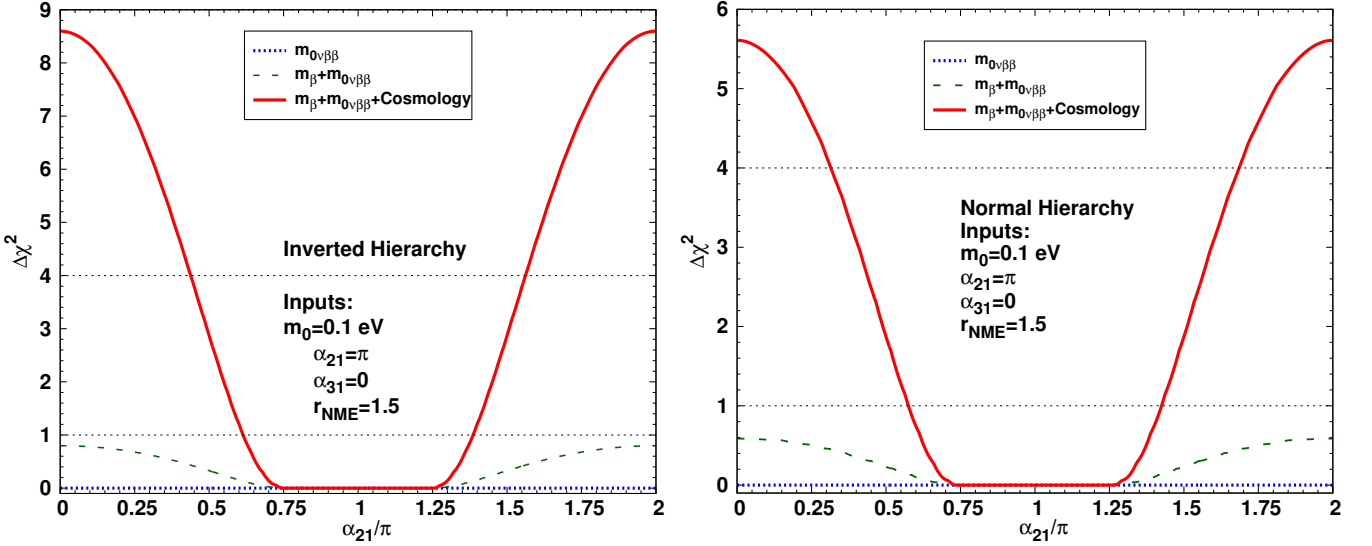 9
8
7
6
5
4
3
2
1
0
Δχ²
m₀νββ
mβ+m₀νββ
mβ+m₀νββ+Cosmology
Inverted Hierarchy
Inputs:
m₀=0.1 eV
α₂₁=π
α₃₁=0
r_NME=1.5
0 0.25 0.5 0.75 1 1.25 1.5 1.75 2
α₂₁/π
6
5
4
3
2
1
0
Δχ²
m₀νββ
mβ+m₀νββ
mβ+m₀νββ+Cosmology
Normal Hierarchy
Inputs:
m₀=0.1 eV
α₂₁=π
α₃₁=0
r_NME=1.5
0 0.25 0.5 0.75 1 1.25 1.5 1.75 2
α₂₁/π